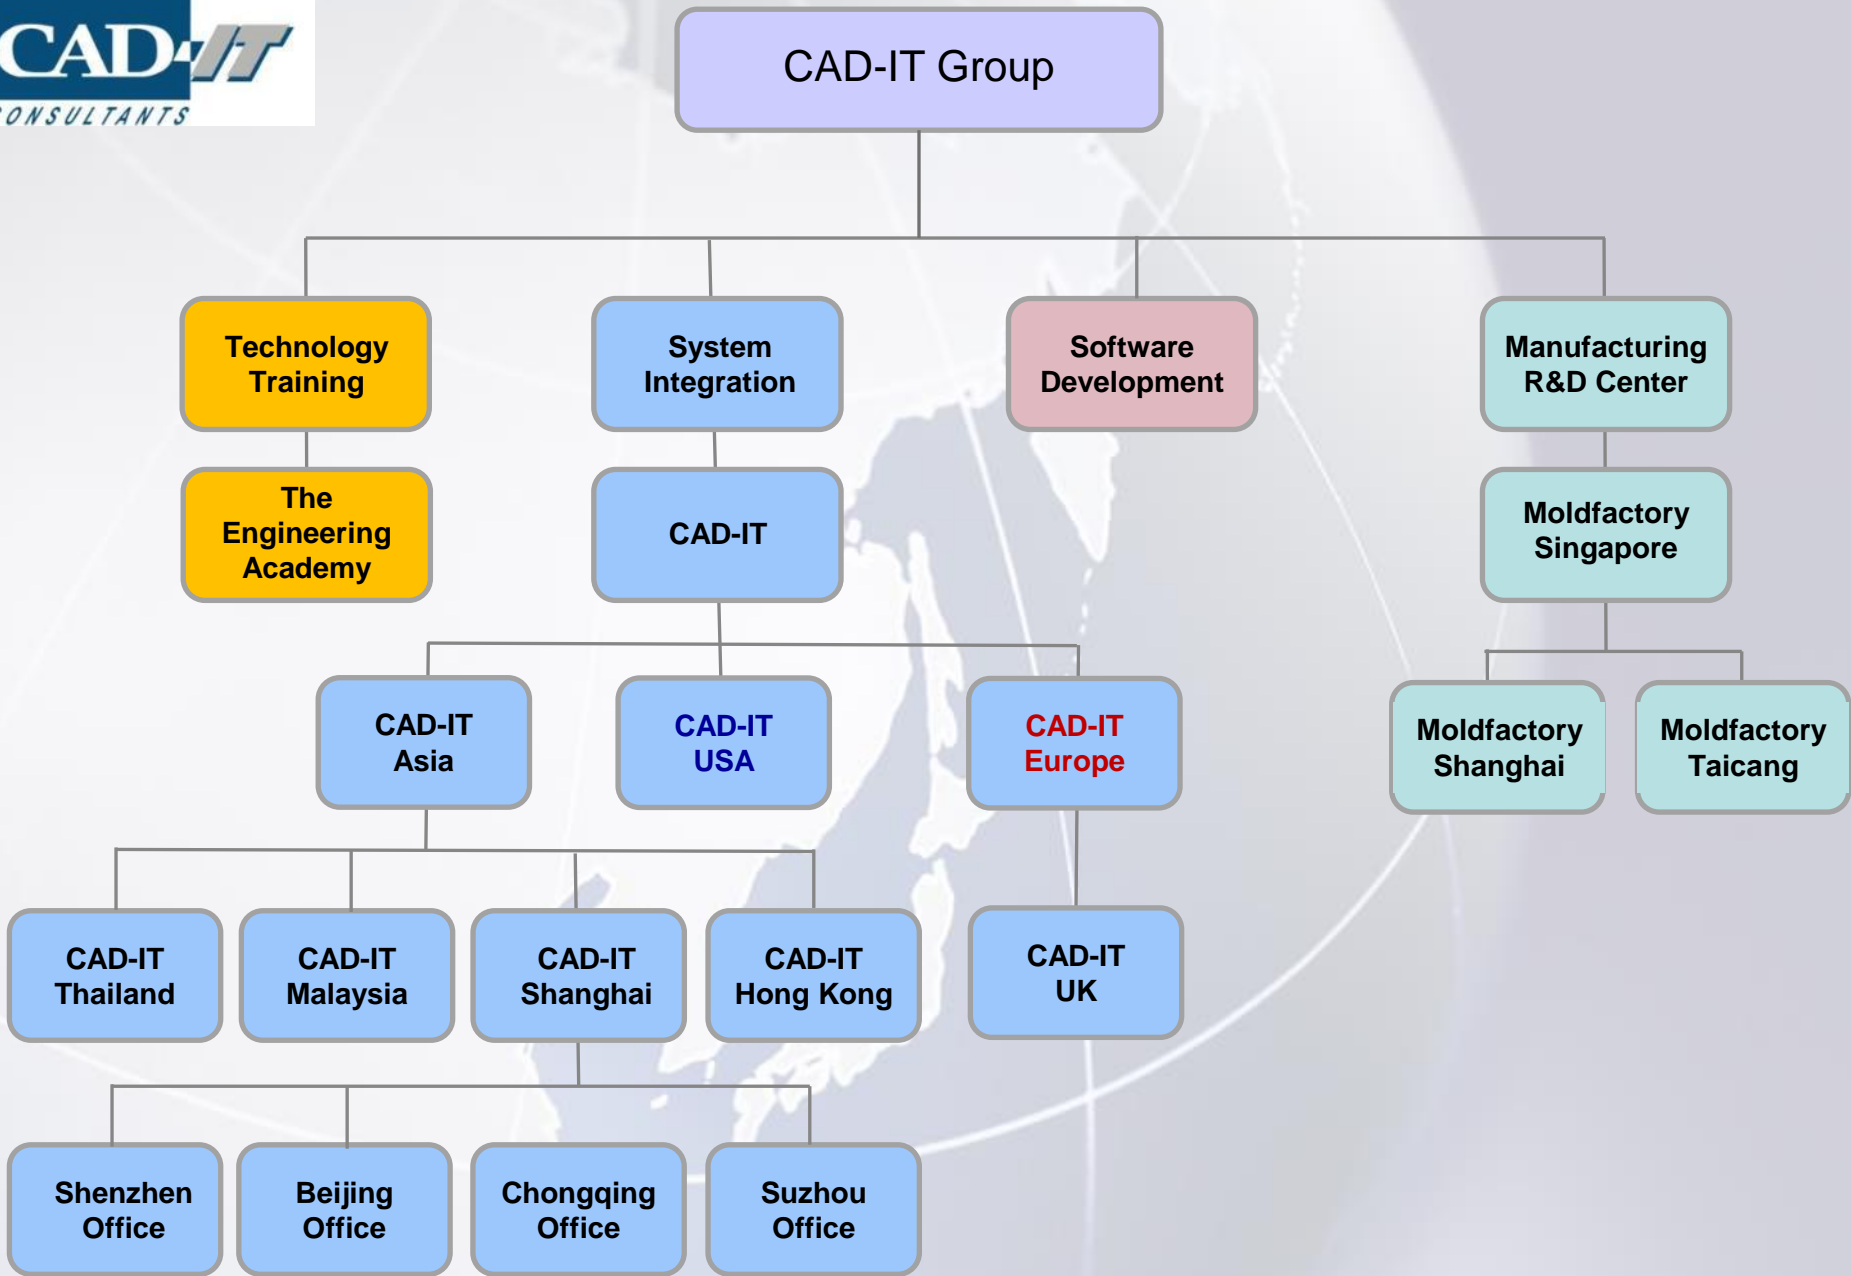 CAD-IT
CONSULTANTS
CAD-IT Group
Technology
Training
System
Integration
Software
Development
Manufacturing
R&D Center
The
Engineering
Academy
CAD-IT
Moldfactory
Singapore
CAD-IT
Asia
CAD-IT
USA
CAD-IT
Europe
Moldfactory
Shanghai
Moldfactory
Taicang
CAD-IT
Thailand
CAD-IT
Malaysia
CAD-IT
Shanghai
CAD-IT
Hong Kong
CAD-IT
UK
Shenzhen
Office
Beijing
Office
Chongqing
Office
Suzhou
Office